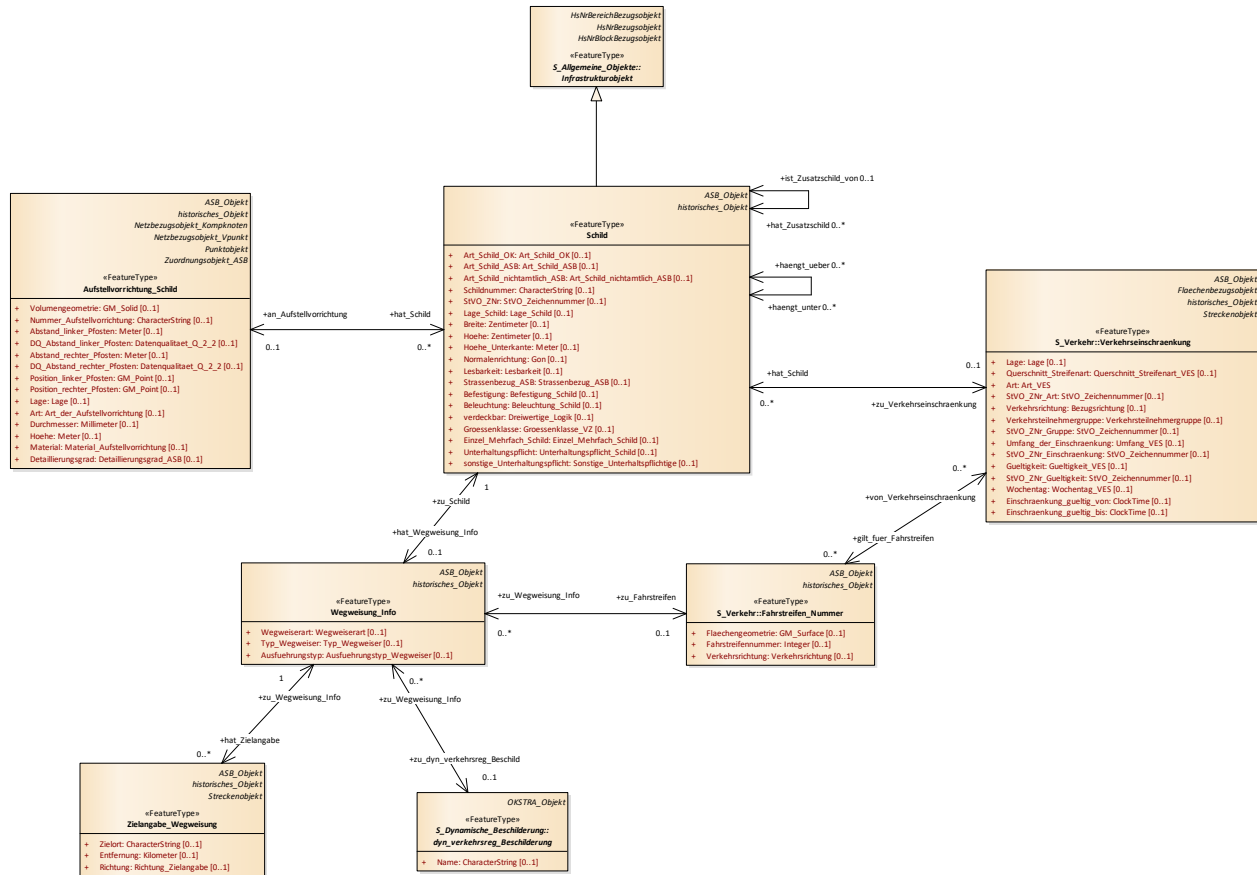 HsNrBereichBezugsobjekt
HsNrBezugsobjekt
HsNrBlockBezugsobjekt
«FeatureType»
S_Allgemeine_Objekte::
Infrastrukturobjekt
ASB_Objekt
historisches_Objekt
Netzbezugsobjekt_Kompknoten
Netzbezugsobjekt_Vpunkt
Punktobjekt
Zuordnungsobjekt_ASB
«FeatureType»
Aufstellvorrichtung_Schild
+ Volumengeometrie: GM_Solid [0..1]
+ Nummer_Aufstellvorrichtung: CharacterString [0..1]
+ Abstand_linker_Pfosten: Meter [0..1]
+ DQ_Abstand_linker_Pfosten: Datenqualitaet_Q_2_2 [0..1]
+ Abstand_rechter_Pfosten: Meter [0..1]
+ DQ_Abstand_rechter_Pfosten: Datenqualitaet_Q_2_2 [0..1]
+ Position_linker_Pfosten: GM_Point [0..1]
+ Position_rechter_Pfosten: GM_Point [0..1]
+ Lage: Lage [0..1]
+ Art: Art_der_Aufstellvorrichtung [0..1]
+ Durchmesser: Millimeter [0..1]
+ Hoehe: Meter [0..1]
+ Material: Material_Aufstellvorrichtung [0..1]
+ Detaillierungsgrad: Detaillierungsgrad_ASB [0..1]
+an_Aufstellvorrichtung
0..1
+hat_Schild
0..*
ASB_Objekt
historisches_Objekt
«FeatureType»
Schild
+ Art_Schild_OK: Art_Schild_OK [0..1]
+ Art_Schild_ASB: Art_Schild_ASB [0..1]
+ Art_Schild_nichtamtlich_ASB: Art_Schild_nichtamtlich_ASB [0..1]
+ Schildnummer: CharacterString [0..1]
+ StVO_ZNr: StVO_Zeichennummer [0..1]
+ Lage_Schild: Lage_Schild [0..1]
+ Breite: Zentimeter [0..1]
+ Hoehe: Zentimeter [0..1]
+ Hoehe_Unterkante: Meter [0..1]
+ Normalenrichtung: Gon [0..1]
+ Lesbarkeit: Lesbarkeit [0..1]
+ Strassenbezug_ASB: Strassenbezug_ASB [0..1]
+ Befestigung: Befestigung_Schild [0..1]
+ Beleuchtung: Beleuchtung_Schild [0..1]
+ verdeckbar: Dreiwertige_Logik [0..1]
+ Groessenklasse: Groessenklasse_VZ [0..1]
+ Einzel_Mehrfach_Schild: Einzel_Mehrfach_Schild [0..1]
+ Unterhaltungspflicht: Unterhaltungspflicht_Schild [0..1]
+ sonstige_Unterhaltungspflicht: Sonstige_Unterhaltspflichtige [0..1]
+ist_Zusatzschild_von 0..1
+hat_Zusatzschild 0..*
+haengt_ueber 0..*
+haengt_unter 0..*
+hat_Schild
0..*
0..1
+zu_Verkehrseinschraenkung
ASB_Objekt
Flaechenbezugsobjekt
historisches_Objekt
Streckenobjekt
«FeatureType»
S_Verkehr::Verkehrseinschraenkung
+ Lage: Lage [0..1]
+ Querschnitt_Streifenart: Querschnitt_Streifenart_VES [0..1]
+ Art: Art_VES
+ StVO_ZNr_Art: StVO_Zeichennummer [0..1]
+ Verkehrsrichtung: Bezugsrichtung [0..1]
+ Verkehrsteilnehmergruppe: Verkehrsteilnehmergruppe [0..1]
+ StVO_ZNr_Gruppe: StVO_Zeichennummer [0..1]
+ Umfang_der_Einschraenkung: Umfang_VES [0..1]
+ StVO_ZNr_Einschraenkung: StVO_Zeichennummer [0..1]
+ Gueltigkeit: Gueltigkeit_VES [0..1]
+ StVO_ZNr_Gueltigkeit: StVO_Zeichennummer [0..1]
+ Wochentag: Wochentag_VES [0..1]
+ Einschraenkung_gueltig_von: ClockTime [0..1]
+ Einschraenkung_gueltig_bis: ClockTime [0..1]
1
+zu_Schild
+hat_Wegweisung_Info
0..1
0..*
+von_Verkehrseinschraenkung
+gilt_fuer_Fahrstreifen
0..*
ASB_Objekt
historisches_Objekt
«FeatureType»
Wegweisung_Info
+ Wegweiserart: Wegweiserart [0..1]
+ Typ_Wegweiser: Typ_Wegweiser [0..1]
+ Ausfuehrungstyp: Ausfuehrungstyp_Wegweiser [0..1]
+zu_Wegweisung_Info
0..*
+zu_Fahrstreifen
0..1
ASB_Objekt
historisches_Objekt
«FeatureType»
S_Verkehr::Fahrstreifen_Nummer
+ Flaechengeometrie: GM_Surface [0..1]
+ Fahrstreifennummer: Integer [0..1]
+ Verkehrsrichtung: Verkehrsrichtung [0..1]
1
+zu_Wegweisung_Info
+hat_Zielangabe
0..*
0..*
+zu_Wegweisung_Info
+zu_dyn_verkehrsreg_Beschild
0..1
ASB_Objekt
historisches_Objekt
Streckenobjekt
«FeatureType»
Zielangabe_Wegweisung
+ Zielort: CharacterString [0..1]
+ Entfernung: Kilometer [0..1]
+ Richtung: Richtung_Zielangabe [0..1]
OKSTRA_Objekt
«FeatureType»
S_Dynamische_Beschilderung::
dyn_verkehrsreg_Beschilderung
+ Name: CharacterString [0..1]